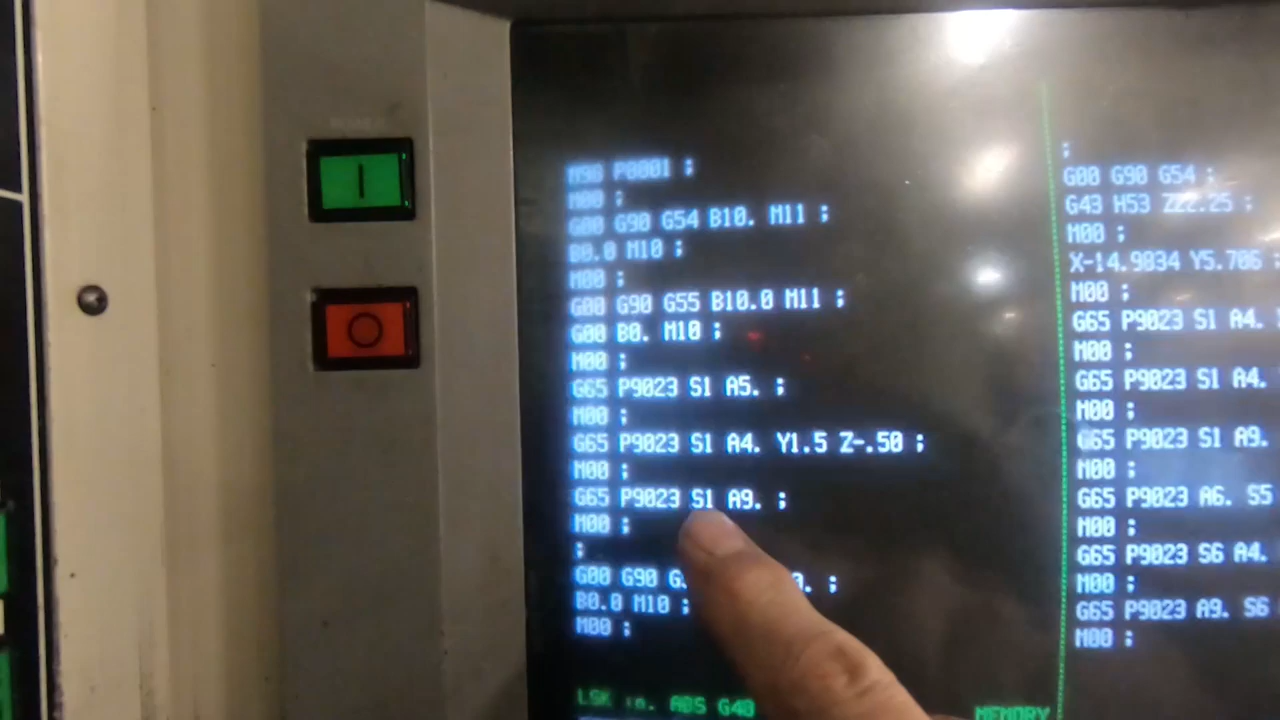 M98 P0001 ;
M00 ;
G00 G90 G54 B10. M11 ;
B0.0 M10 ;
M00 ;
G00 G90 G55 B10.0 M11 ;
G00 B0. M10 ;
M00 ;
G65 P9023 S1 A5. ;
M00 ;
G65 P9023 S1 A4. Y1.5 Z-.50 ;
M00 ;
G65 P9023 S1 A9. ;
M00 ;
;
G00 G90 ;
B0.0 M10 ;
M00 ;
ABS G40
;
G00 G90 G54 ;
G43 H53 ;
M00 ;
X-14.9034 Y5.706 ;
M00 ;
G65 P9023 S1 A4.
M00 ;
G65 P9023 S1 A4.
M00 ;
G65 P9023 S1 A9.
M00 ;
G65 P9023 A6. S5
M00 ;
G65 P9023 S6 A4.
M00 ;
G65 P9023 A9. S6
M00 ;
MEMORY